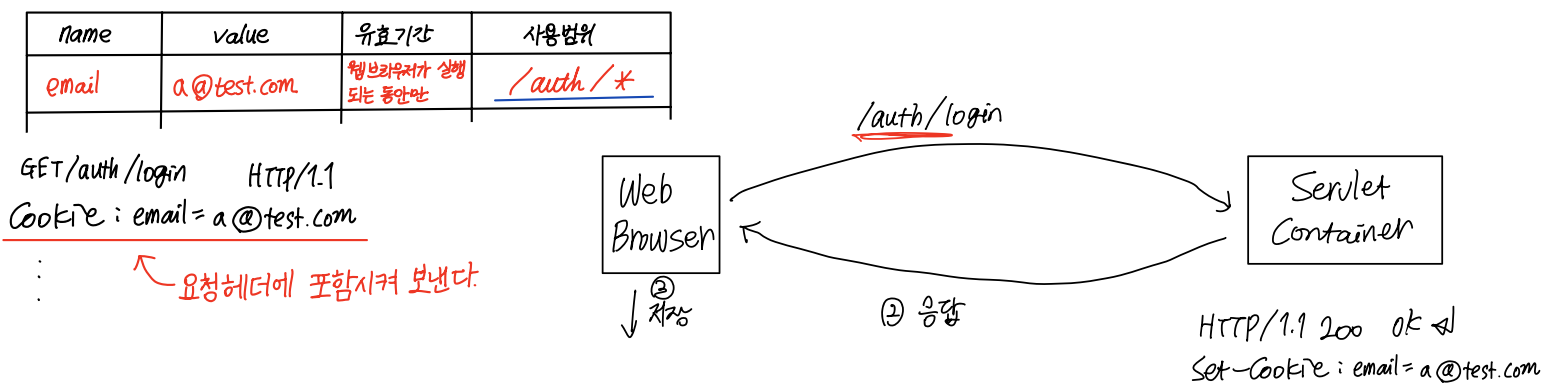 name value 유효기간 사용범위
email a@test.com 웹브라우저가 실행
되는 동안만 /auth/*
GET/auth/login HTTP/1.1
Cookie : email = a@test.com
요청헤더에 포함시켜 보낸다.
/auth/login
Web
Browser
③
저장
② 응답
Servlet
Container
HTTP/1.1 200 OK ↲
Set-Cookie : email = a@test.com